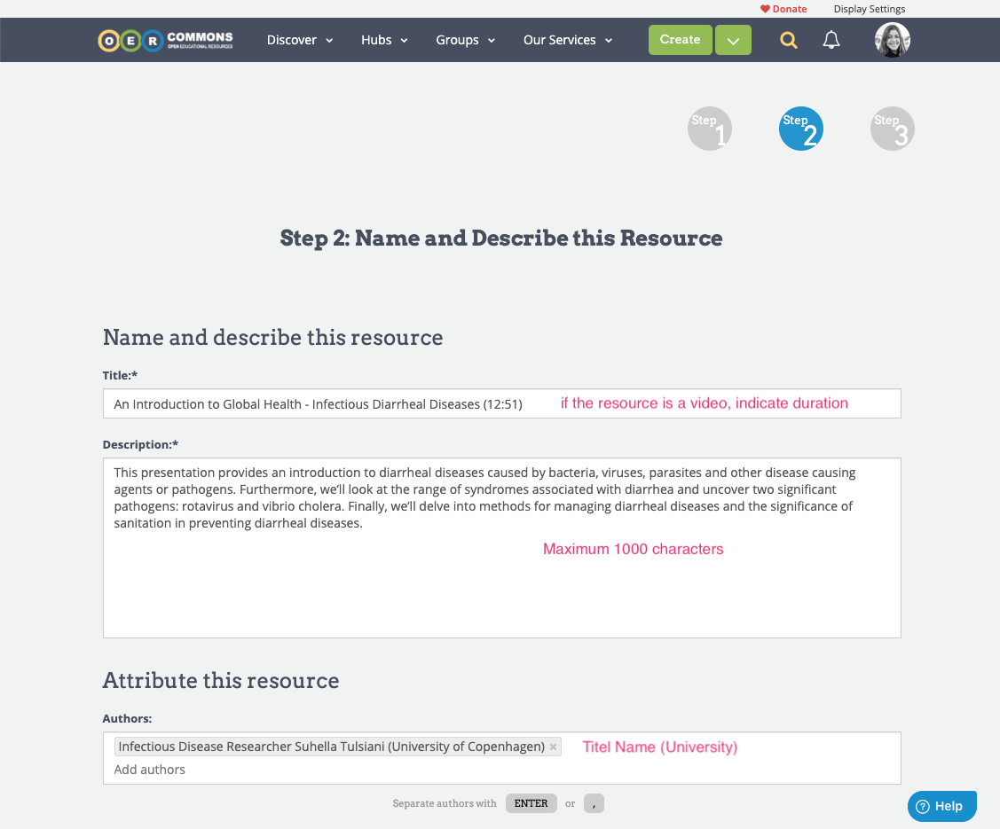 Donate Display Settings
OER COMMONS Discover Hubs Groups Our Services Create
OPEN EDUCATIONAL RESOURCES
Step 1 Step 2 Step 3
Step 2: Name and Describe this Resource
Name and describe this resource
Title:*
An Introduction to Global Health - Infectious Diarrheal Diseases (12:51) if the resource is a video, indicate duration
Description:*
This presentation provides an introduction to diarrheal diseases caused by bacteria, viruses, parasites and other disease causing
agents or pathogens. Furthermore, we’ll look at the range of syndromes associated with diarrhea and uncover two significant
pathogens: rotavirus and vibrio cholera. Finally, we’ll delve into methods for managing diarrheal diseases and the significance of
sanitation in preventing diarrheal diseases.
Maximum 1000 characters
Attribute this resource
Authors:
Infectious Disease Researcher Suhella Tulsiani (University of Copenhagen) × Titel Name (University)
Add authors
Separate authors with ENTER or ,
? Help